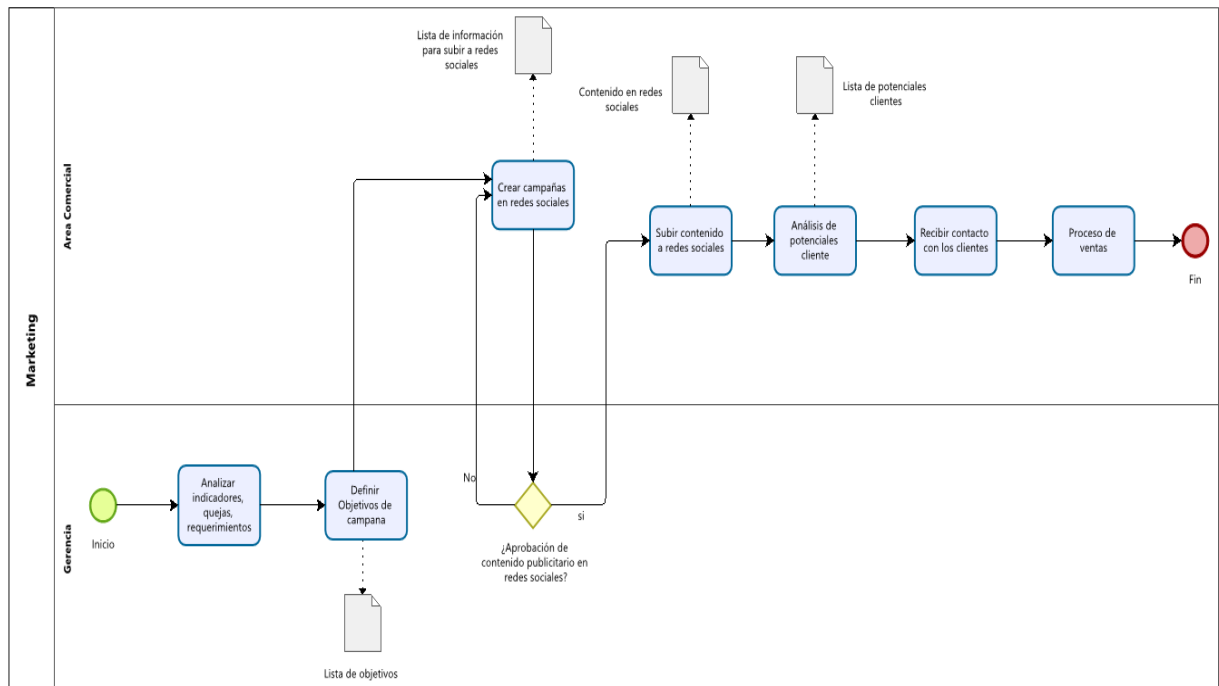 Marketing
Area Comercial
Lista de información
para subir a redes
sociales
Contenido en redes
sociales
Lista de potenciales
clientes
Crear campañas
en redes sociales
Subir contenido
a redes sociales
Análisis de
potenciales
cliente
Recibir contacto
con los clientes
Proceso de
ventas
Fin
Gerencia
Inicio
Analizar
indicadores,
quejas,
requerimientos
Definir
Objetivos de
campana
Lista de objetivos
No
si
¿Aprobación de
contenido publicitario en
redes sociales?